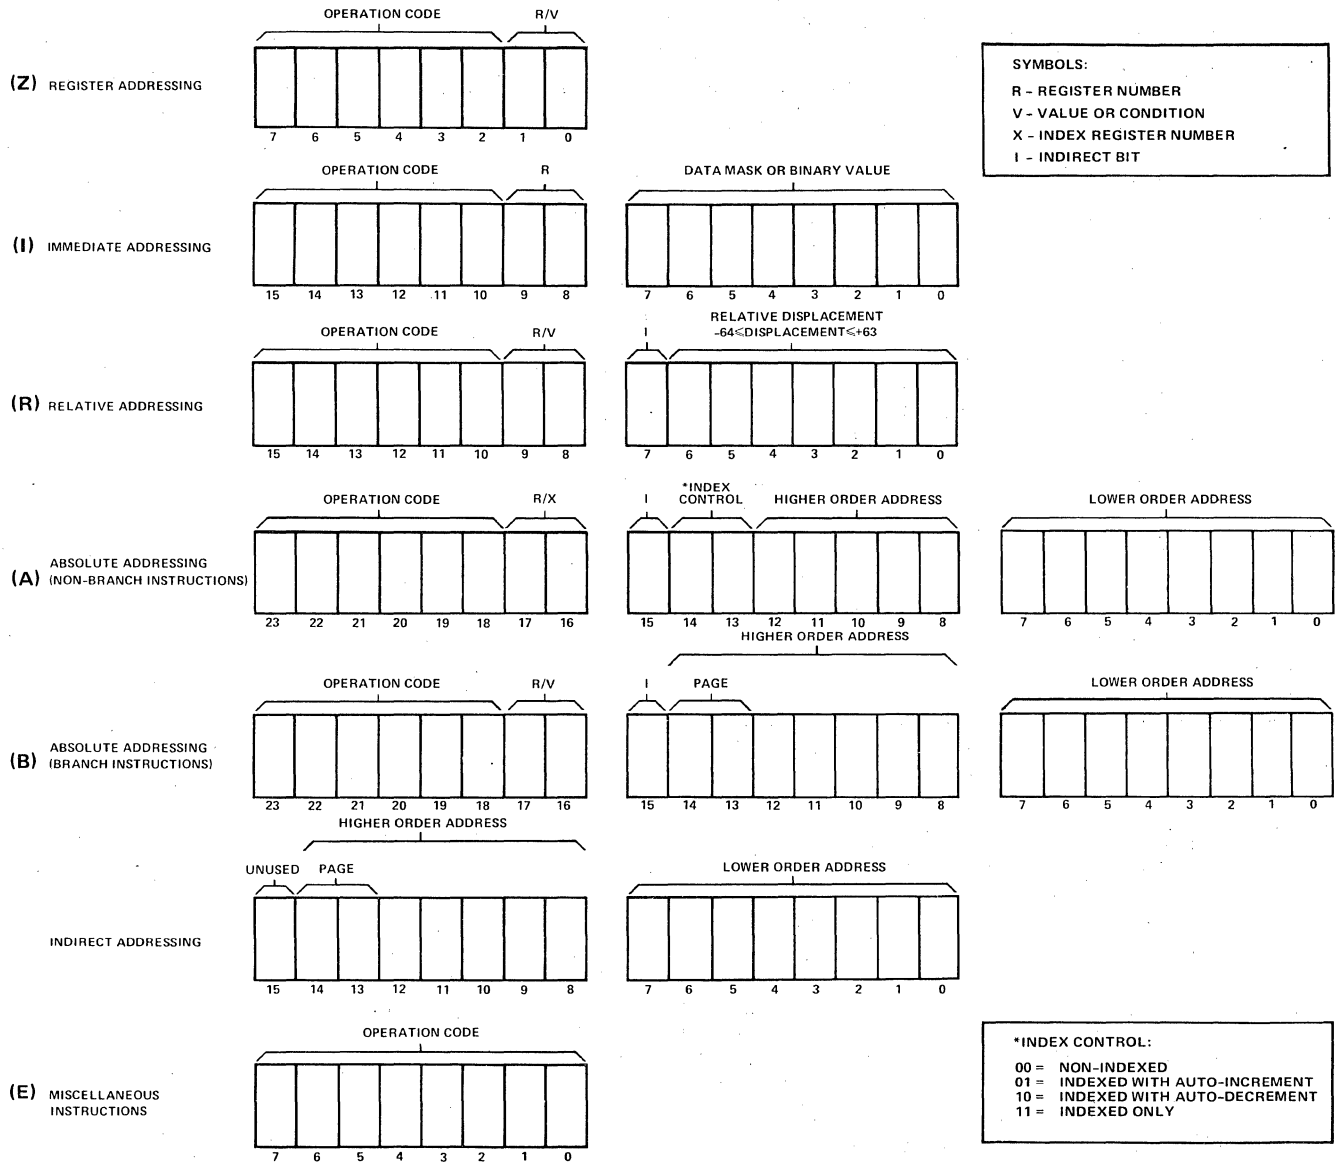 OPERATION CODE R/V
(Z) REGISTER ADDRESSING
7 6 5 4 3 2 1 0
SYMBOLS:
R - REGISTER NUMBER
V - VALUE OR CONDITION
X - INDEX REGISTER NUMBER
I - INDIRECT BIT
OPERATION CODE R DATA MASK OR BINARY VALUE
(I) IMMEDIATE ADDRESSING
15 14 13 12 11 10 9 8 7 6 5 4 3 2 1 0
OPERATION CODE R/V I RELATIVE DISPLACEMENT
-64⩽DISPLACEMENT⩽+63
(R) RELATIVE ADDRESSING
15 14 13 12 11 10 9 8 7 6 5 4 3 2 1 0
OPERATION CODE R/X I *INDEX
CONTROL HIGHER ORDER ADDRESS LOWER ORDER ADDRESS
(A) ABSOLUTE ADDRESSING
(NON-BRANCH INSTRUCTIONS)
23 22 21 20 19 18 17 16 15 14 13 12 11 10 9 8 7 6 5 4 3 2 1 0
HIGHER ORDER ADDRESS
OPERATION CODE R/V I PAGE LOWER ORDER ADDRESS
(B) ABSOLUTE ADDRESSING
(BRANCH INSTRUCTIONS)
23 22 21 20 19 18 17 16 15 14 13 12 11 10 9 8 7 6 5 4 3 2 1 0
HIGHER ORDER ADDRESS
UNUSED PAGE LOWER ORDER ADDRESS
INDIRECT ADDRESSING
15 14 13 12 11 10 9 8 7 6 5 4 3 2 1 0
OPERATION CODE
(E) MISCELLANEOUS
INSTRUCTIONS
7 6 5 4 3 2 1 0
*INDEX CONTROL:
00 = NON-INDEXED
01 = INDEXED WITH AUTO-INCREMENT
10 = INDEXED WITH AUTO-DECREMENT
11 = INDEXED ONLY